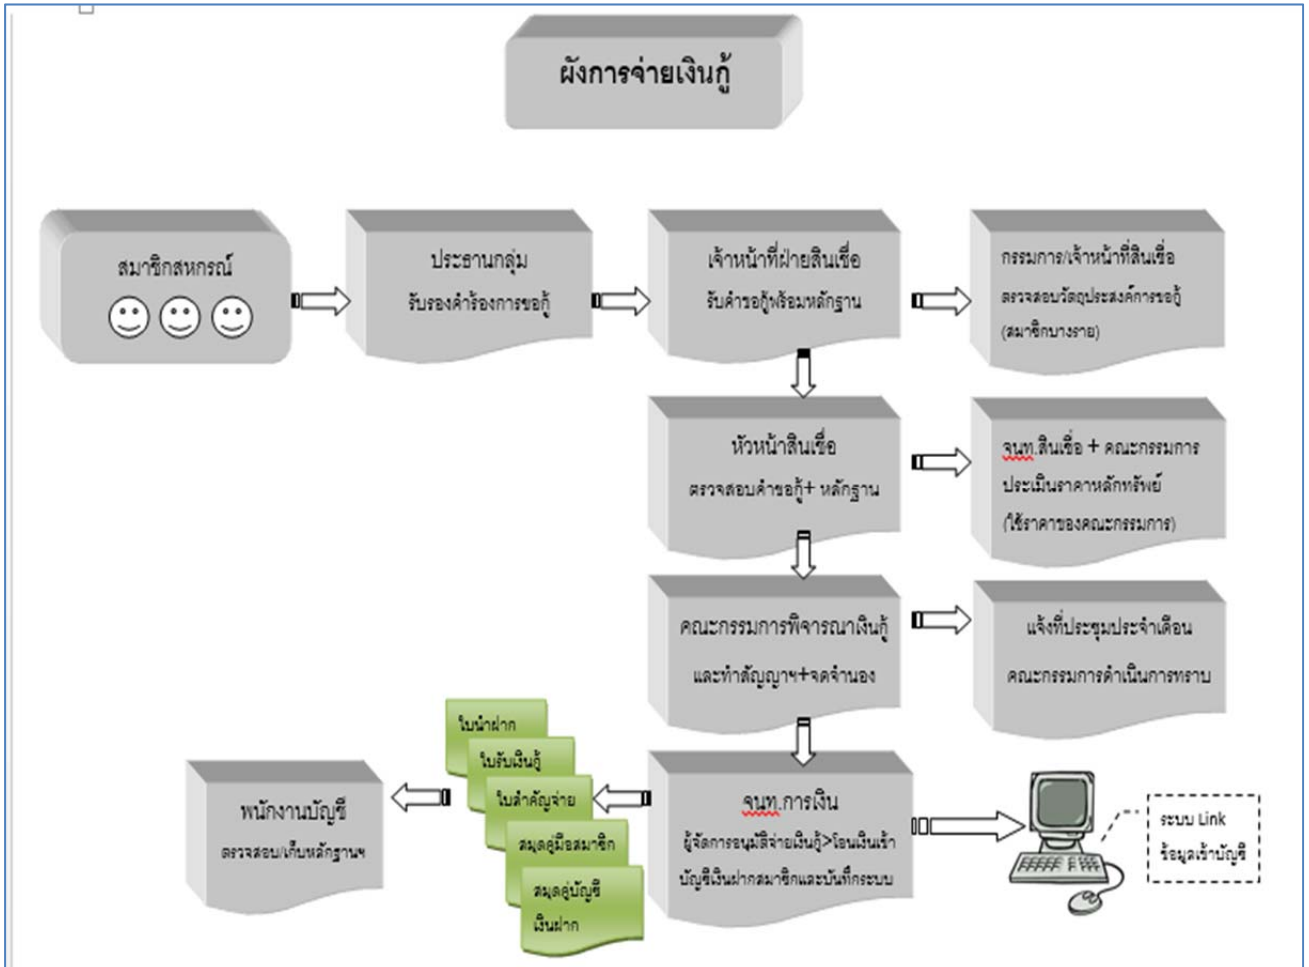 ผังการจ่ายเงินกู้
สมาชิกสหกรณ์
ประธานกลุ่ม
รับรองคำร้องการขอกู้
เจ้าหน้าที่ฝ่ายสินเชื่อ
รับคำขอกู้พร้อมหลักฐาน
กรรมการ/เจ้าหน้าที่สินเชื่อ
ตรวจสอบวัตถุประสงค์การขอกู้
(สมาชิกบางราย)
หัวหน้าสินเชื่อ
ตรวจสอบคำขอกู้+ หลักฐาน
จนท.สินเชื่อ + คณะกรรมการ
ประเมินราคาหลักทรัพย์
(ใช้ราคาของคณะกรรมการ)
คณะกรรมการพิจารณาเงินกู้
และทำสัญญาฯ+จดจำนอง
แจ้งที่ประชุมประจำเดือน
คณะกรรมการดำเนินการทราบ
จนท.การเงิน
ผู้จัดการอนุมัติจ่ายเงินกู้>โอนเงินเข้า
บัญชีเงินฝากสมาชิกและบันทึกระบบ
ใบนำฝาก
ใบรับเงินกู้
ใบสำคัญจ่าย
สมุดคู่มือสมาชิก
สมุดคู่บัญชี
เงินฝาก
พนักงานบัญชี
ตรวจสอบ/เก็บหลักฐานฯ
ระบบ Link
ข้อมูลเข้าบัญชี